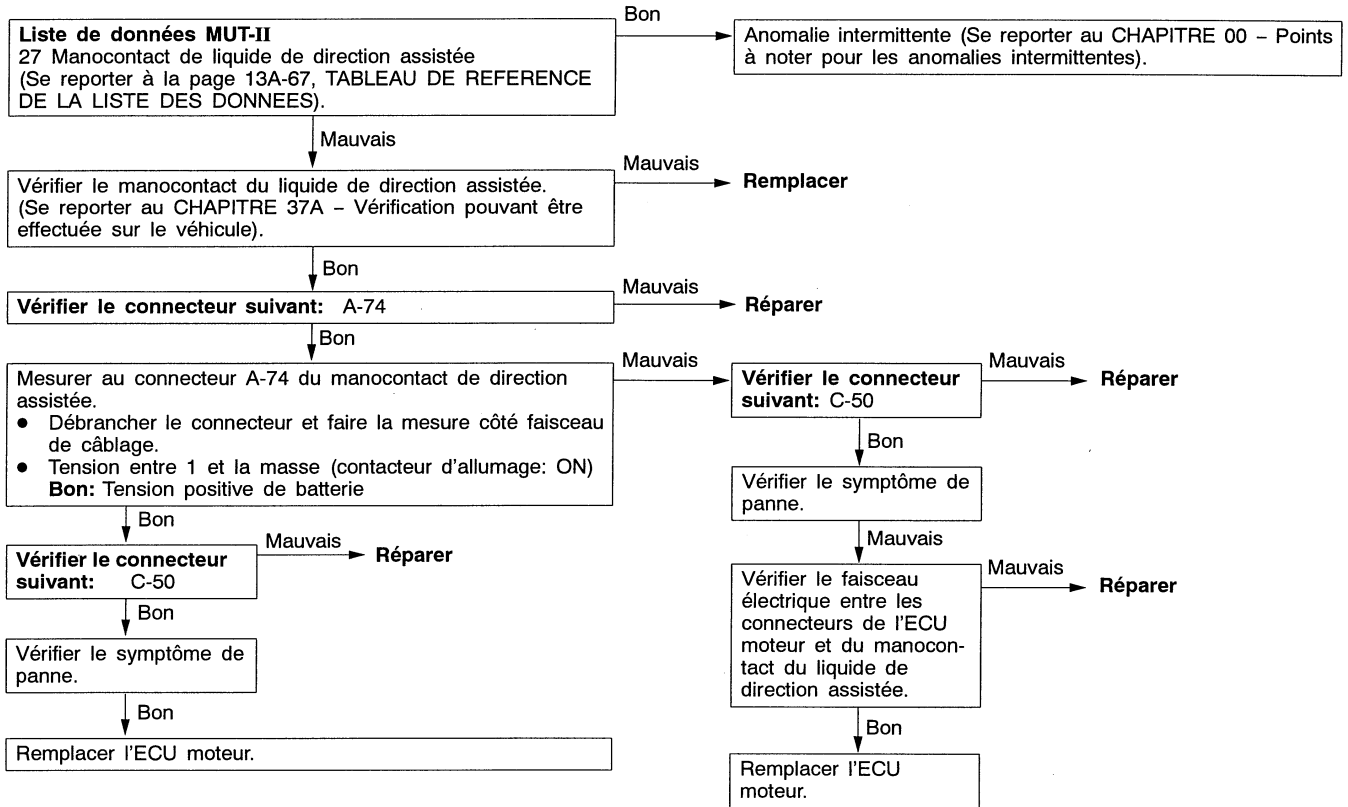 Liste de données MUT-II
27 Manocontact de liquide de direction assistée
(Se reporter à la page 13A-67, TABLEAU DE REFERENCE
DE LA LISTE DES DONNEES).
Bon
Anomalie intermittente (Se reporter au CHAPITRE 00 – Points
à noter pour les anomalies intermittentes).
Mauvais
Vérifier le manocontact du liquide de direction assistée.
(Se reporter au CHAPITRE 37A – Vérification pouvant être
effectuée sur le véhicule).
Mauvais
Remplacer
Bon
Vérifier le connecteur suivant: A-74
Mauvais
Réparer
Bon
Mesurer au connecteur A-74 du manocontact de direction
assistée.
● Débrancher le connecteur et faire la mesure côté faisceau
de câblage.
● Tension entre 1 et la masse (contacteur d'allumage: ON)
Bon: Tension positive de batterie
Mauvais
Vérifier le connecteur
suivant: C-50
Mauvais
Réparer
Bon
Vérifier le symptôme de
panne.
Mauvais
Vérifier le faisceau
électrique entre les
connecteurs de l'ECU
moteur et du manocon-
tact du liquide de
direction assistée.
Mauvais
Réparer
Bon
Remplacer l'ECU
moteur.
Bon
Vérifier le connecteur
suivant: C-50
Mauvais
Réparer
Bon
Vérifier le symptôme de
panne.
Bon
Remplacer l'ECU moteur.